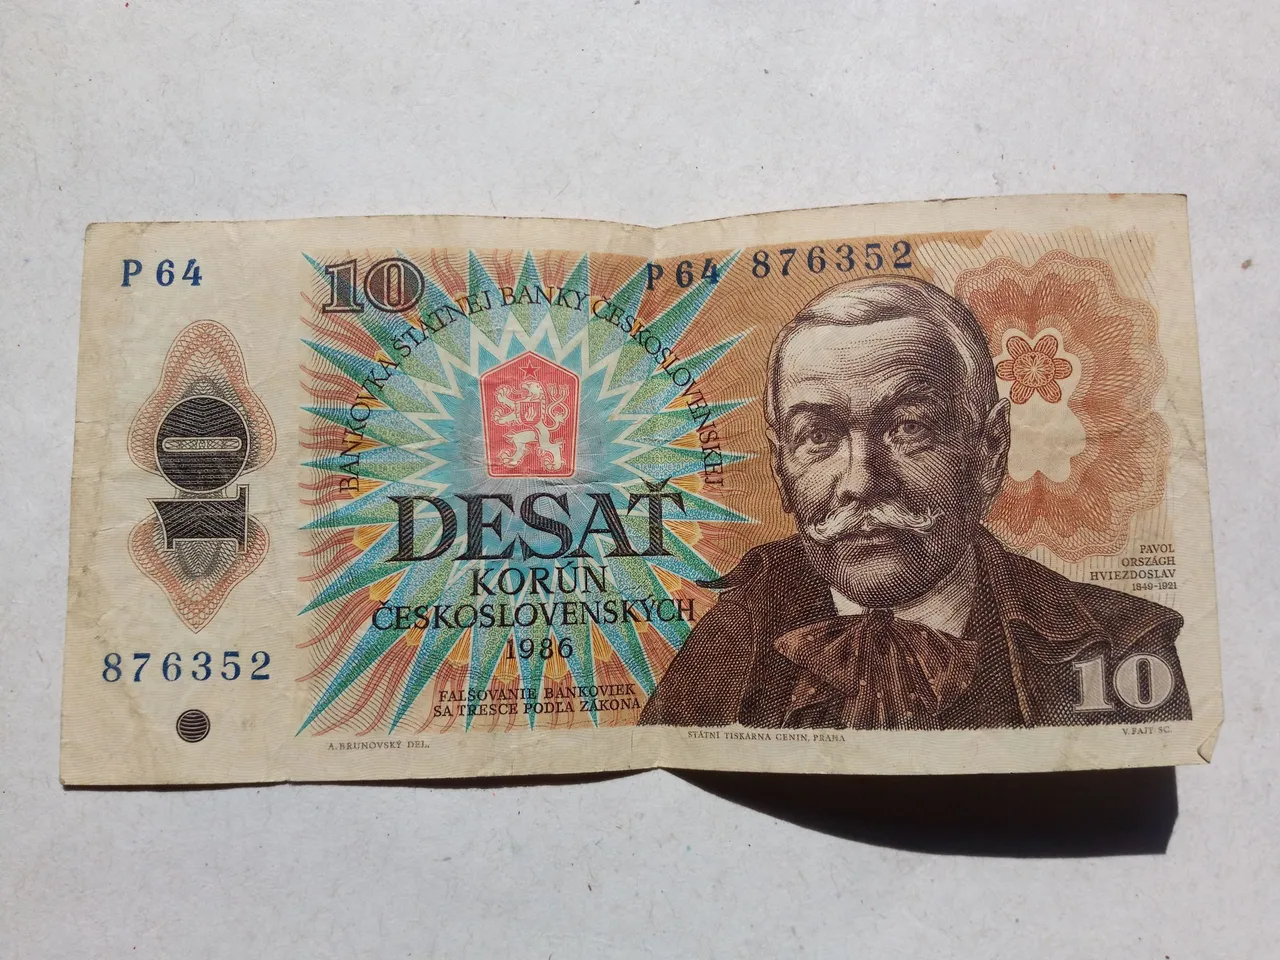 P 64
10
P 64 876352
BANKOVKA ŠTÁTNEJ BANKY ČESKOSLOVENSKEJ
10
DESAŤ
KORÚN
ČESKOSLOVENSKÝCH
1986
PAVOL
ORSZÁGH
HVIEZDOSLAV
1849-1921
876352
10
FALŠOVANIE BANKOVIEK
SA TRESCE PODĽA ZÁKONA
A. BRUNOVSKÝ DEL.
STÁTNÍ TISKÁRNA CENIN, PRAHA
V. FAJT SC.